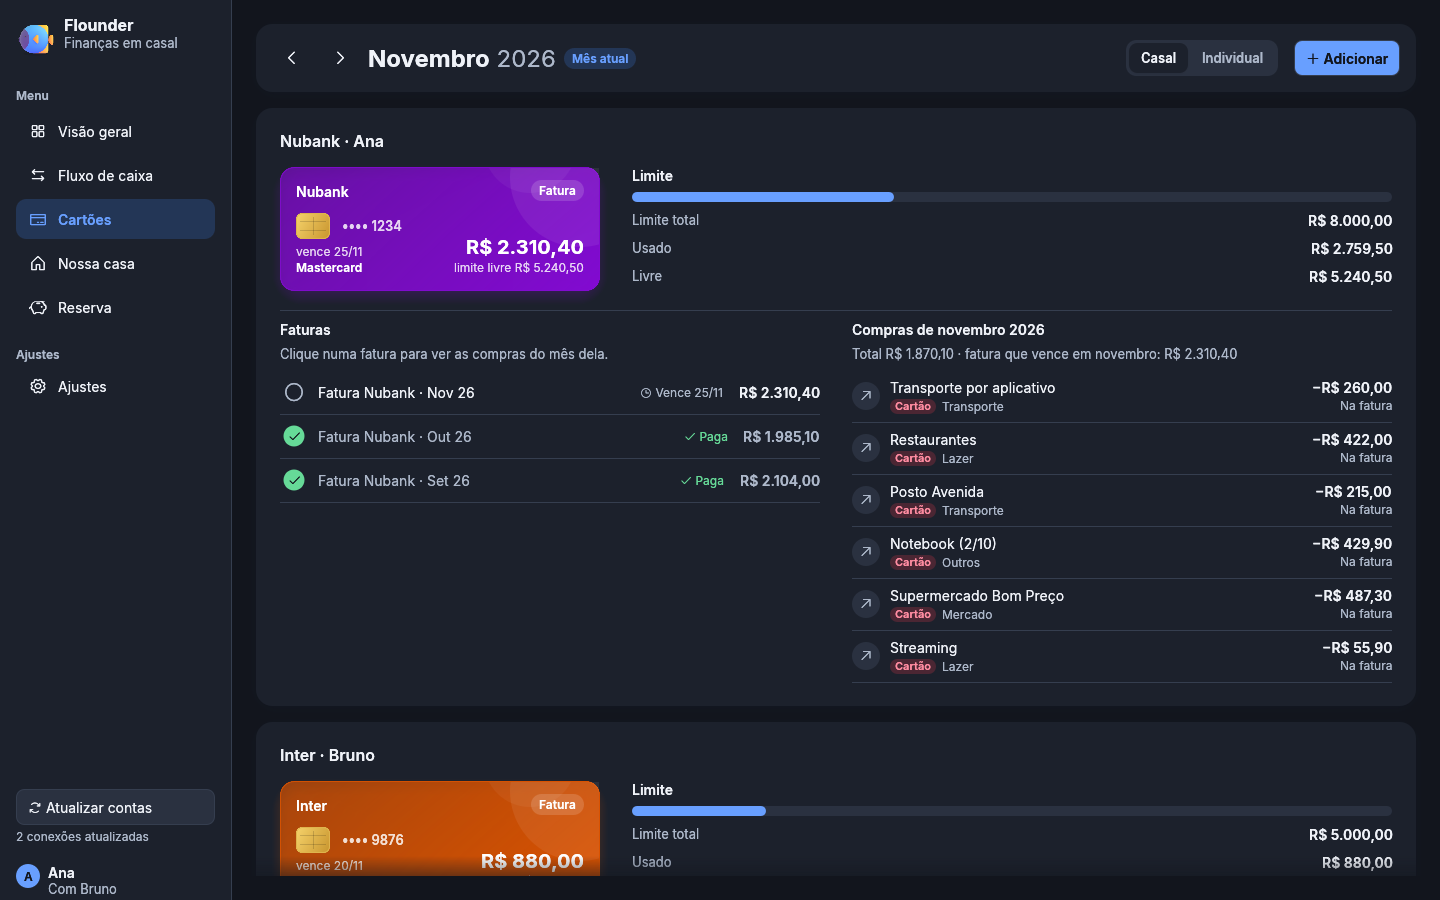 Flounder
Finanças em casal
Menu
Visão geral
Fluxo de caixa
Cartões
Nossa casa
Reserva
Ajustes
Ajustes
Atualizar contas
2 conexões atualizadas
A
Ana
Com Bruno
Novembro 2026 Mês atual
Casal Individual
+ Adicionar
Nubank · Ana
Nubank
Fatura
•••• 1234
vence 25/11
R$ 2.310,40
Mastercard
limite livre R$ 5.240,50
Limite
Limite total R$ 8.000,00
Usado R$ 2.759,50
Livre R$ 5.240,50
Faturas
Clique numa fatura para ver as compras do mês dela.
Fatura Nubank · Nov 26 Vence 25/11 R$ 2.310,40
Fatura Nubank · Out 26 Paga R$ 1.985,10
Fatura Nubank · Set 26 Paga R$ 2.104,00
Compras de novembro 2026
Total R$ 1.870,10 · fatura que vence em novembro: R$ 2.310,40
Transporte por aplicativo −R$ 260,00
Cartão Transporte Na fatura
Restaurantes −R$ 422,00
Cartão Lazer Na fatura
Posto Avenida −R$ 215,00
Cartão Transporte Na fatura
Notebook (2/10) −R$ 429,90
Cartão Outros Na fatura
Supermercado Bom Preço −R$ 487,30
Cartão Mercado Na fatura
Streaming −R$ 55,90
Cartão Lazer Na fatura
Inter · Bruno
Inter
Fatura
•••• 9876
vence 20/11
R$ 880,00
Limite
Limite total R$ 5.000,00
Usado R$ 880,00